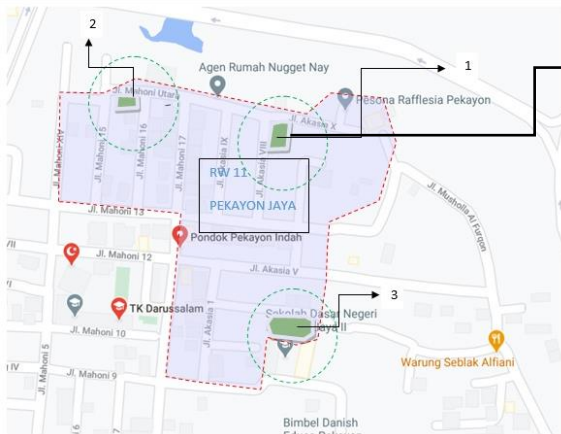 2
1
Agen Rumah Nugget Nay
Pesona Rafflesia Pekayon
Jl. Mahoni Utara
Jl. Akasia X
Jl. Mahoni 15
Jl. Mahoni 16
Jl. Mahoni 17
Jl. Akasia IX
Jl. Akasia VIII
RW 11
PEKAYON JAYA
Jl. Musholla Al Furqon
Jl. Mahoni 13
Pondok Pekayon Indah
VII
Jl. Mahoni 12
Jl. Akasia V
3
TK Darussalam
Sekolah Dasar Negeri
Jaya II
Jl. Akasia 1
Jl. Mahoni 10
Jl. Mahoni 5
Warung Seblak Alfiani
IV
Jl. Mahoni 9
Bimbel Danish